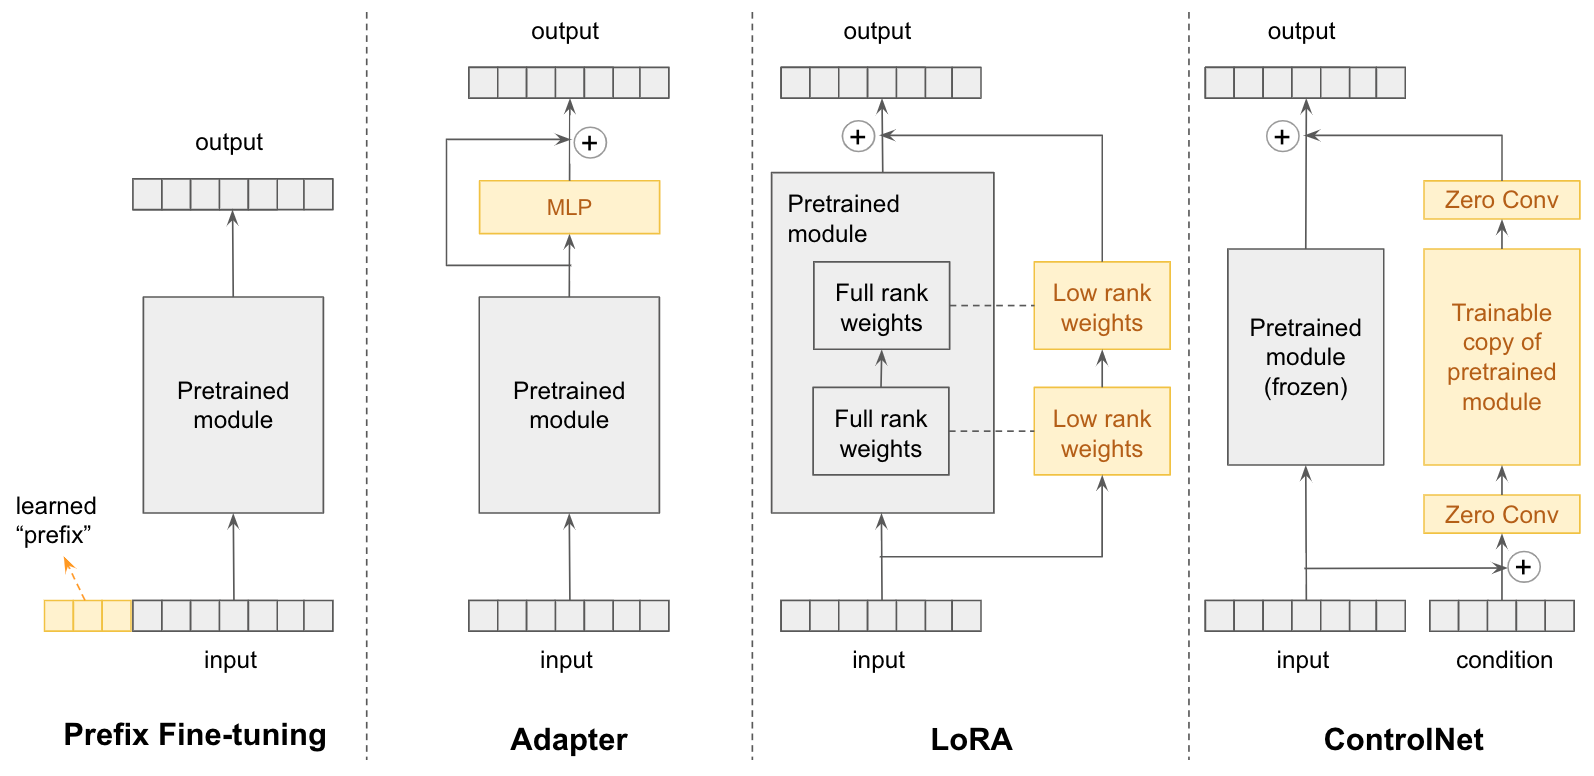 output
Pretrained
module
learned
“prefix”
input
Prefix Fine-tuning
output
+
MLP
Pretrained
module
input
Adapter
output
+
Pretrained
module
Full rank
weights
Low rank
weights
Full rank
weights
Low rank
weights
input
LoRA
output
+
Zero Conv
Pretrained
module
(frozen)
Trainable
copy of
pretrained
module
Zero Conv
+
input
condition
ControlNet